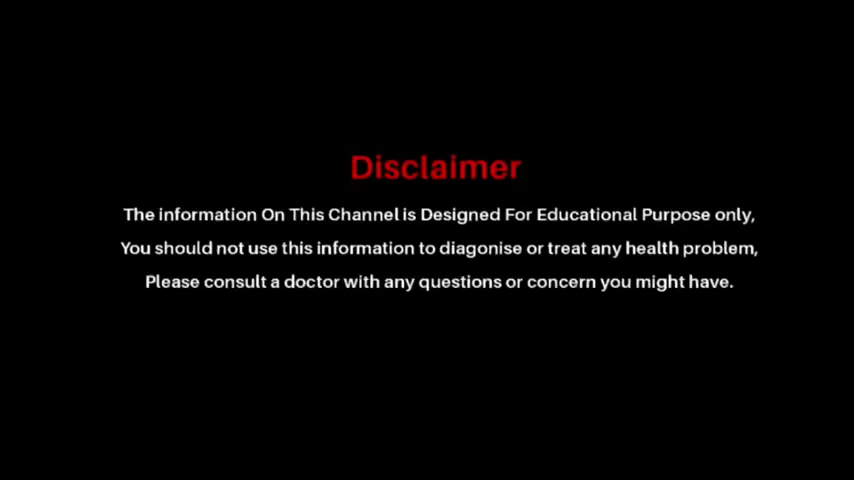 Disclaimer
The information On This Channel is Designed For Educational Purpose only,
You should not use this information to diagonise or treat any health problem,
Please consult a doctor with any questions or concern you might have.